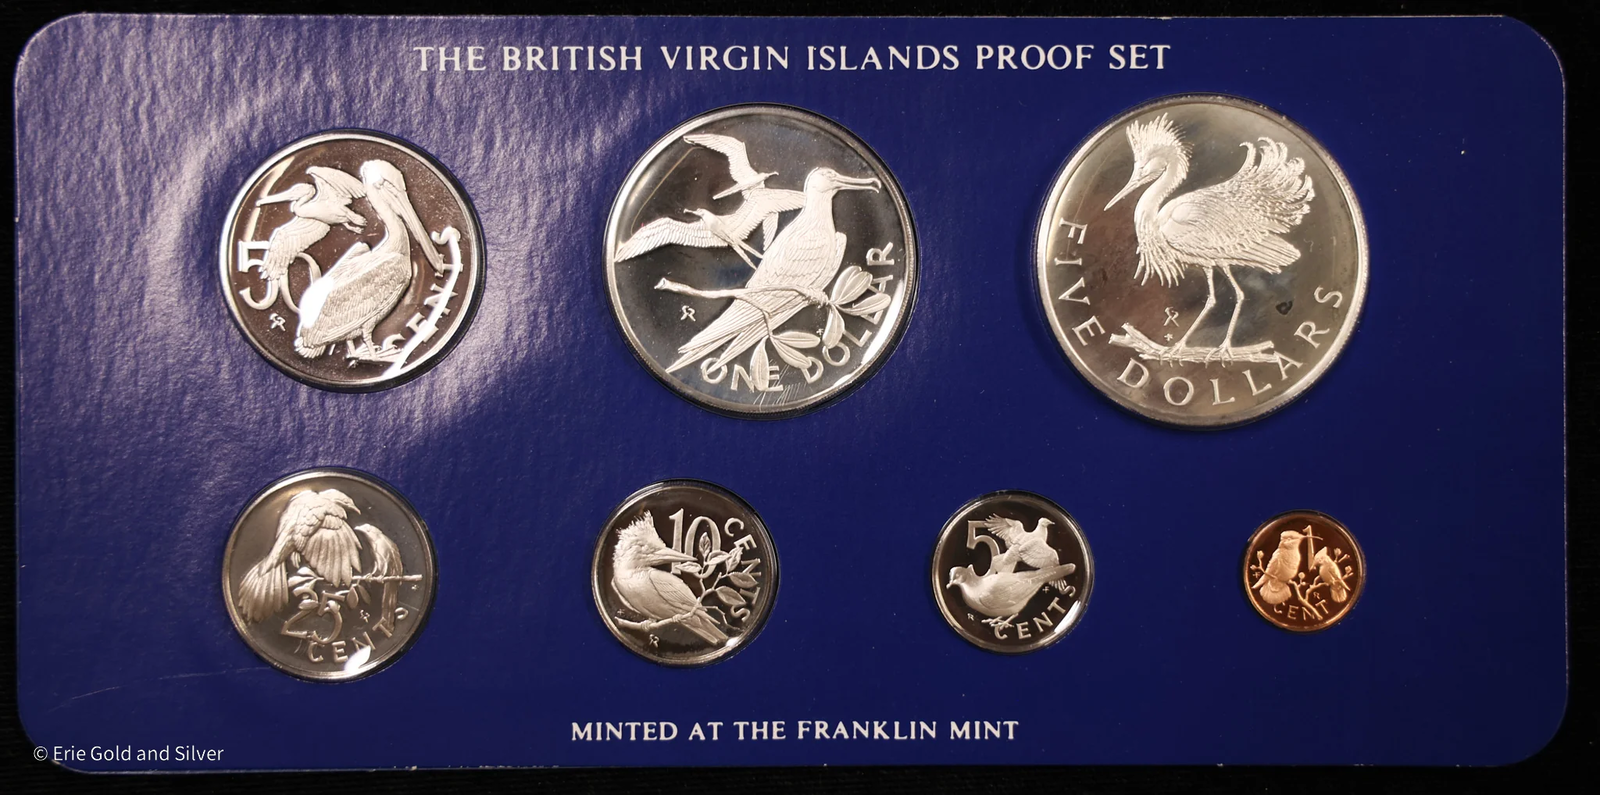 THE BRITISH VIRGIN ISLANDS PROOF SET
50 CENTS
ONE DOLLAR
FIVE DOLLARS
25 CENTS
10 CENTS
5 CENTS
1 CENT
MINTED AT THE FRANKLIN MINT
© Erie Gold and Silver